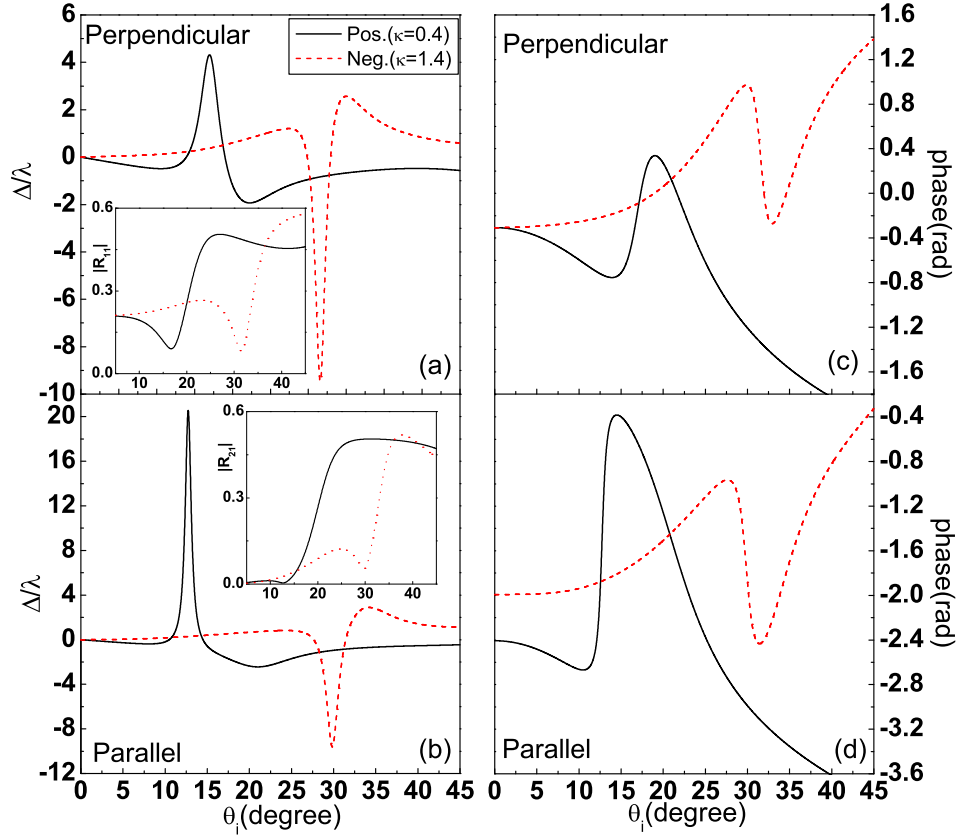 Perpendicular
Pos.(κ=0.4)
Neg.(κ=1.4)
6
4
2
0
-2
-4
-6
-8
-10
Δ/λ
0.6
0.3
0.0
|R₁₁|
10 20 30 40
(a)
Perpendicular
1.6
1.2
0.8
0.4
0.0
-0.4
-0.8
-1.2
-1.6
phase(rad)
(c)
20
16
12
8
4
0
-4
-8
-12
Δ/λ
0.6
0.3
0.0
|R₂₁|
10 20 30 40
Parallel
(b)
0 5 10 15 20 25 30 35 40 45
θᵢ(degree)
-0.4
-0.8
-1.2
-1.6
-2.0
-2.4
-2.8
-3.2
-3.6
phase(rad)
Parallel
(d)
0 5 10 15 20 25 30 35 40 45
θᵢ(degree)